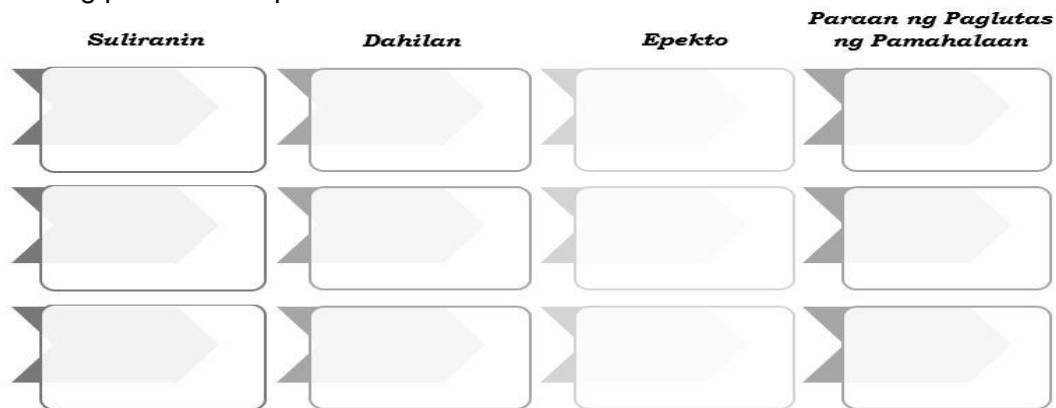 Suliranin
Dahilan
Epekto
Paraan ng Paglutas
ng Pamahalaan